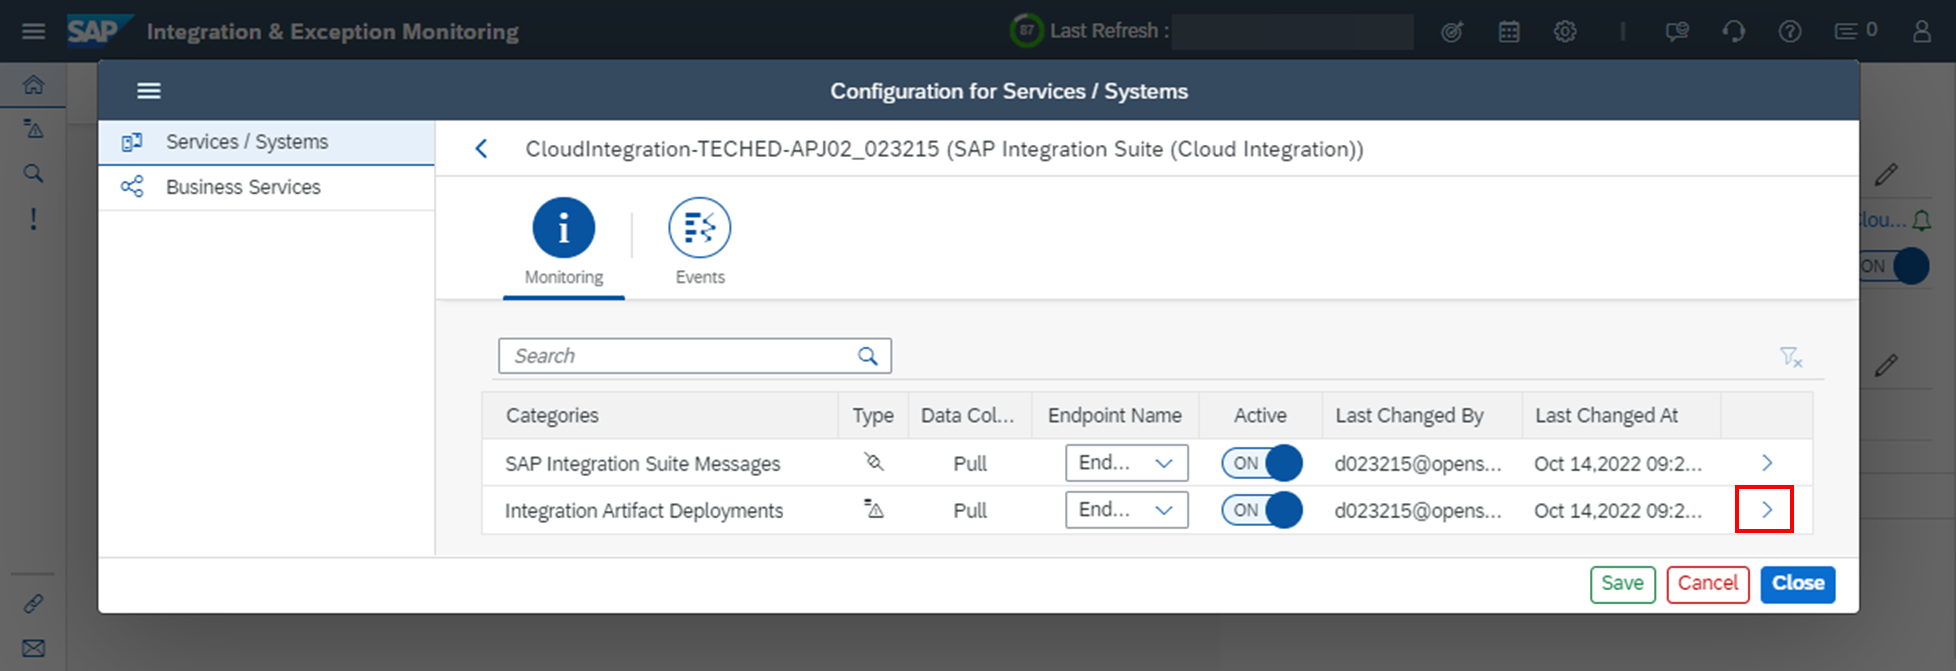 SAP Integration & Exception Monitoring 87 Last Refresh : 0
Configuration for Services / Systems
Services / Systems
Business Services
CloudIntegration-TECHED-APJ02_023215 (SAP Integration Suite (Cloud Integration))
Monitoring Events
Search
Categories Type Data Col... Endpoint Name Active Last Changed By Last Changed At
SAP Integration Suite Messages Pull End... ON d023215@opens... Oct 14,2022 09:2...
Integration Artifact Deployments Pull End... ON d023215@opens... Oct 14,2022 09:2...
Save Cancel Close
lou...
ON